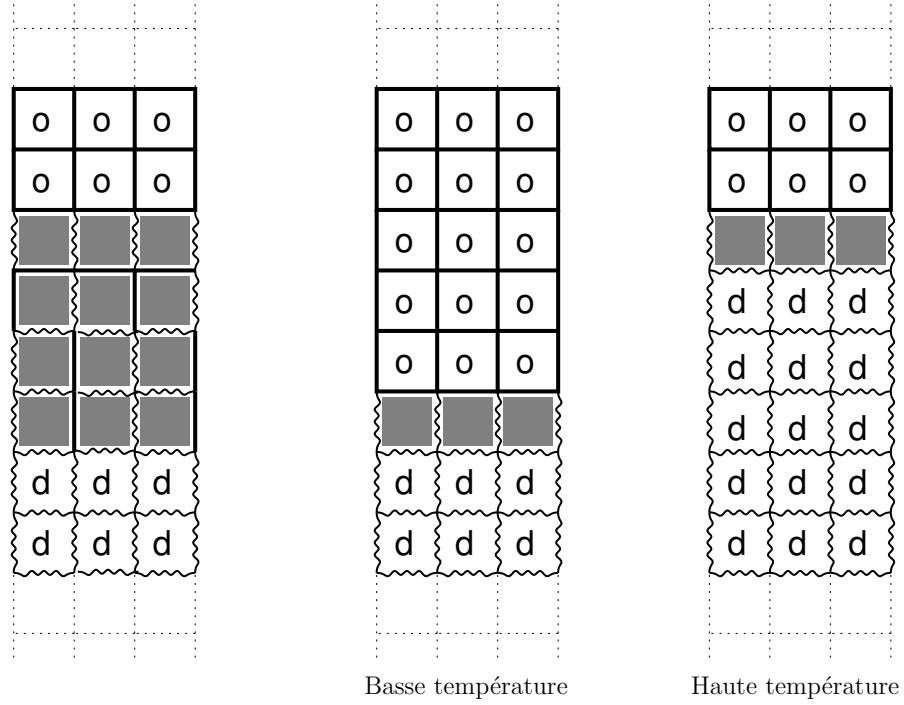 o o o o o o o o o
o o o o o o o o o
o o o
o o o d d d
o o o d d d
d d d
d d d d d d d d d
d d d d d d d d d
Basse température Haute température